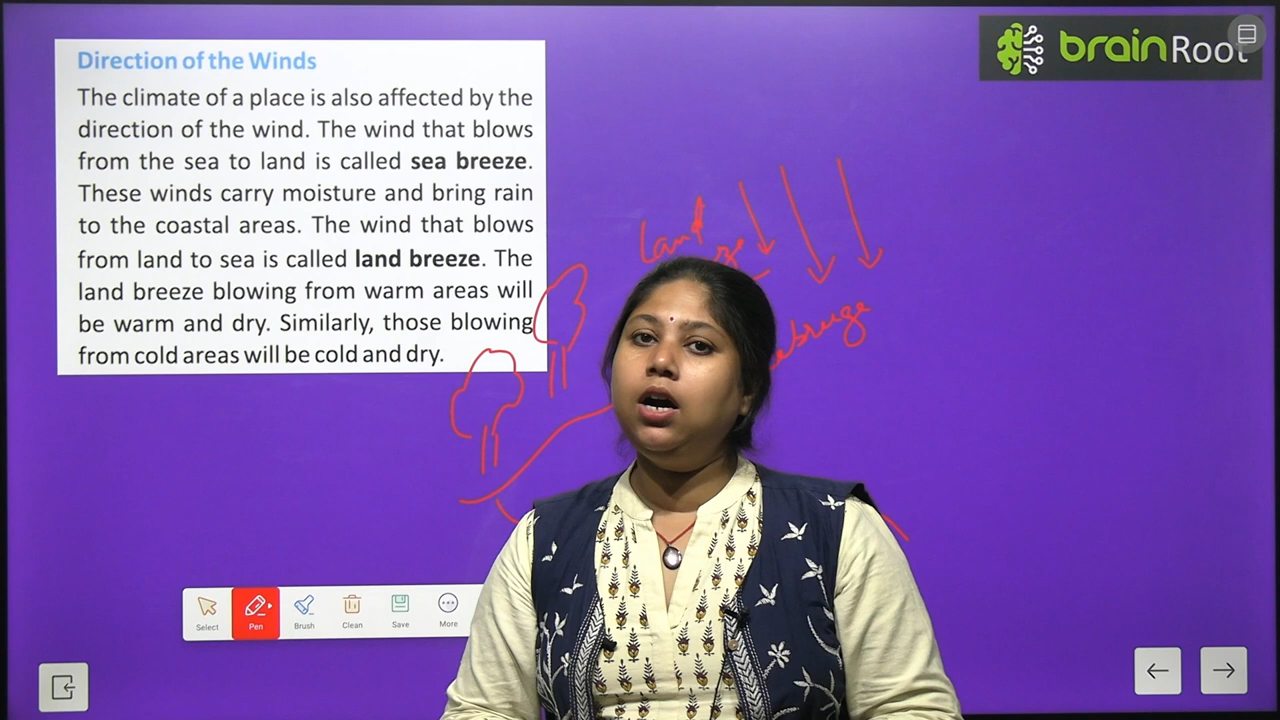 Direction of the Winds
The climate of a place is also affected by the
direction of the wind. The wind that blows
from the sea to land is called sea breeze.
These winds carry moisture and bring rain
to the coastal areas. The wind that blows
from land to sea is called land breeze. The
land breeze blowing from warm areas will
be warm and dry. Similarly, those blowing
from cold areas will be cold and dry.
brainRoot
Land
Select Pen Brush Clean Save More